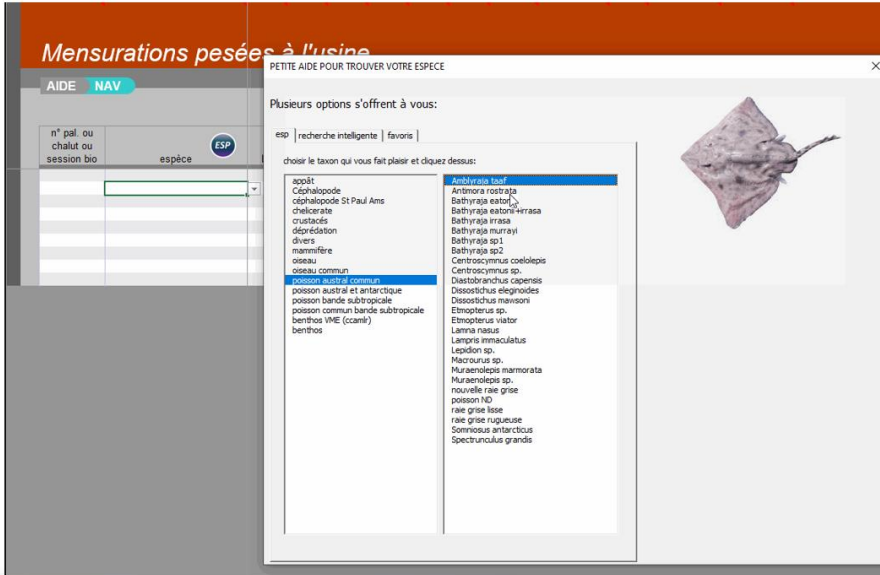 Mensurations pesées à l'usine
AIDE NAV
n° pal. ou
chalut ou
session bio
espèce
ESP
PETITE AIDE POUR TROUVER VOTRE ESPECE
Plusieurs options s'offrent à vous:
esp
recherche intelligente
favoris
choisir le taxon qui vous fait plaisir et cliquez dessus:
appât
Céphalopode
céphalopode St Paul Ams
chelicerate
crustacés
déprédation
divers
mammifère
oiseau
oiseau commun
poisson austral commun
poisson austral et antarctique
poisson bande subtropicale
poisson commun bande subtropicale
benthos VME (ccamlr)
benthos
Amblyraja taaf
Antimora rostrata
Bathyraja eatonii
Bathyraja eatonii+irrasa
Bathyraja irrasa
Bathyraja murrayi
Bathyraja sp1
Bathyraja sp2
Centroscymnus coelolepis
Centroscymnus sp.
Diastobranchus capensis
Dissostichus eleginoides
Dissostichus mawsoni
Etmopterus sp.
Etmopterus viator
Lamna nasus
Lampris immaculatus
Lepidion sp.
Macrourus sp.
Muraenolepis marmorata
Muraenolepis sp.
nouvelle raie grise
poisson ND
raie grise lisse
raie grise rugueuse
Somniosus antarcticus
Spectrunculus grandis